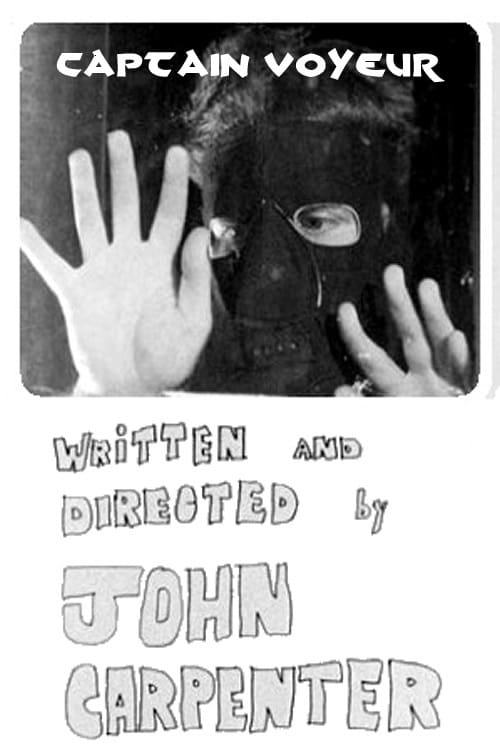 CAPTAIN VOYEUR
WRiTTEN AND
DIRECTED by
JOHN
CARPENTER